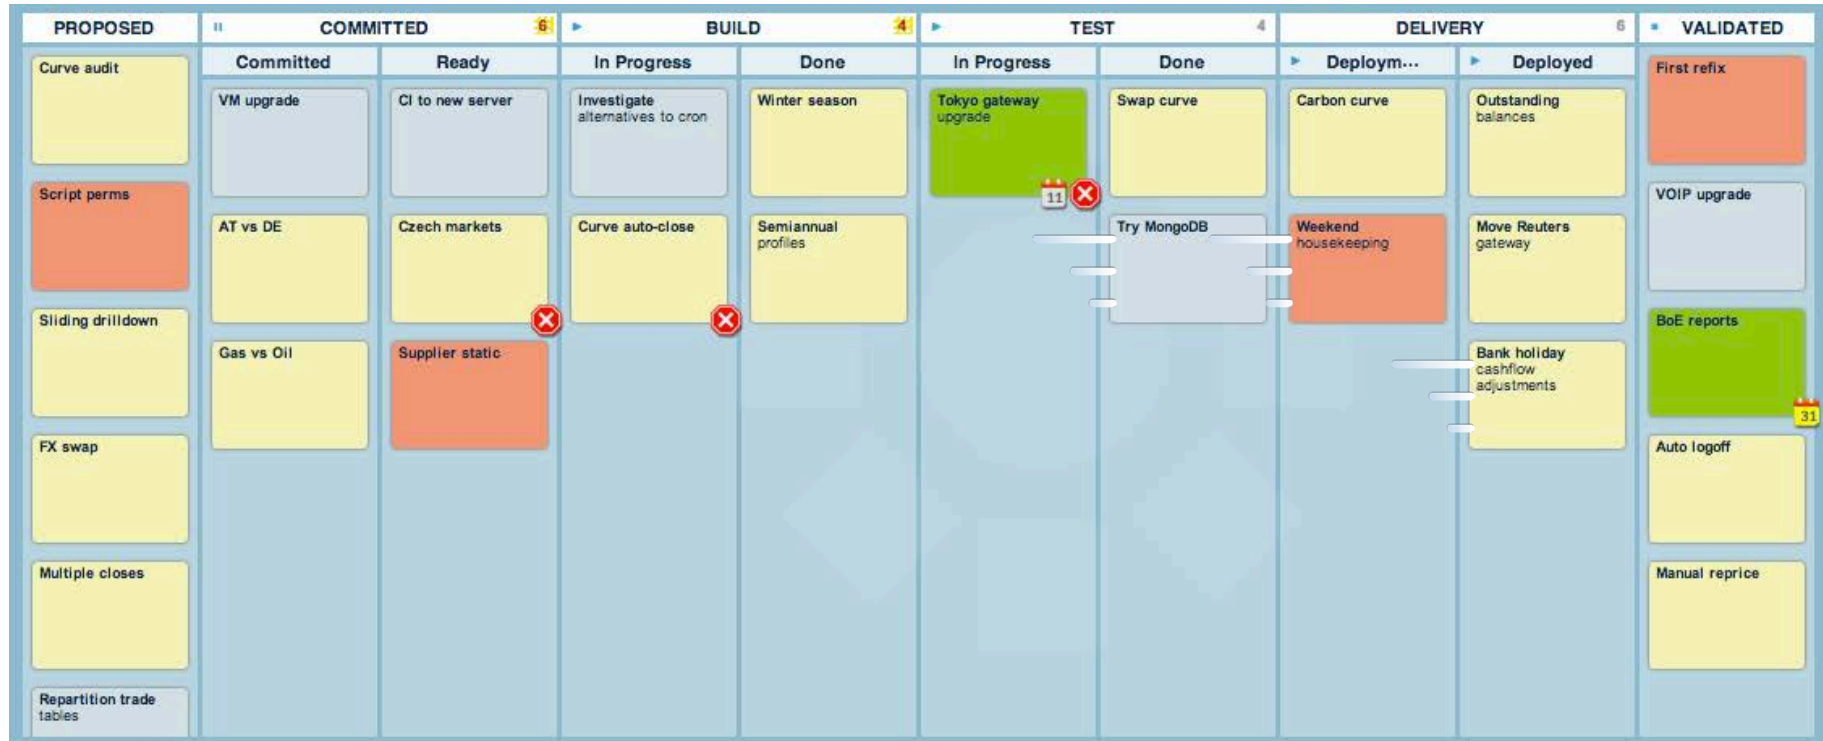 PROPOSED
COMMITTED
6
BUILD
4
TEST
4
DELIVERY
6
VALIDATED
Committed
Ready
In Progress
Done
In Progress
Done
Deploym...
Deployed
Curve audit
Script perms
Sliding drilldown
FX swap
Multiple closes
Repartition trade
tables
VM upgrade
AT vs DE
Gas vs Oil
CI to new server
Czech markets
Supplier static
Investigate
alternatives to cron
Curve auto-close
Winter season
Semiannual
profiles
Tokyo gateway
upgrade
11
Swap curve
Try MongoDB
Carbon curve
Weekend
housekeeping
Outstanding
balances
Move Reuters
gateway
Bank holiday
cashflow
adjustments
First refix
VOIP upgrade
BoE reports
31
Auto logoff
Manual reprice